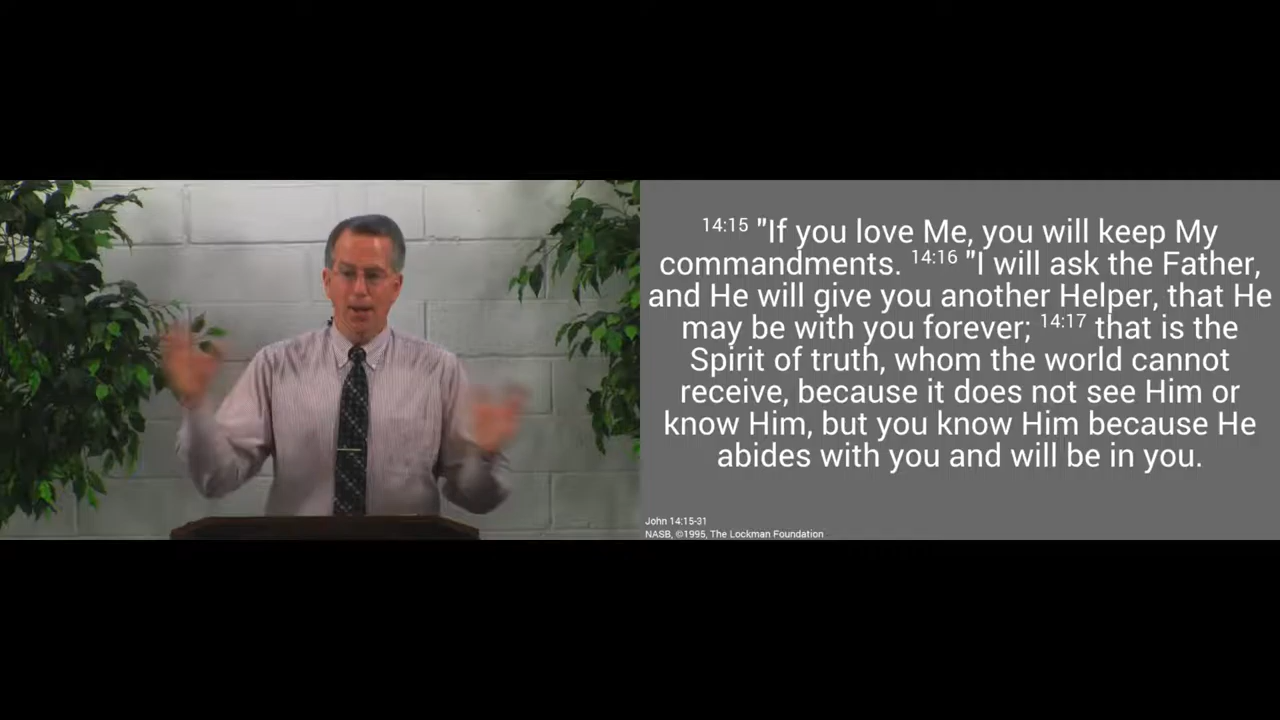 14:15 "If you love Me, you will keep My
commandments. 14:16 "I will ask the Father,
and He will give you another Helper, that He
may be with you forever; 14:17 that is the
Spirit of truth, whom the world cannot
receive, because it does not see Him or
know Him, but you know Him because He
abides with you and will be in you.
John 14:15-31
NASB, ©1995, The Lockman Foundation